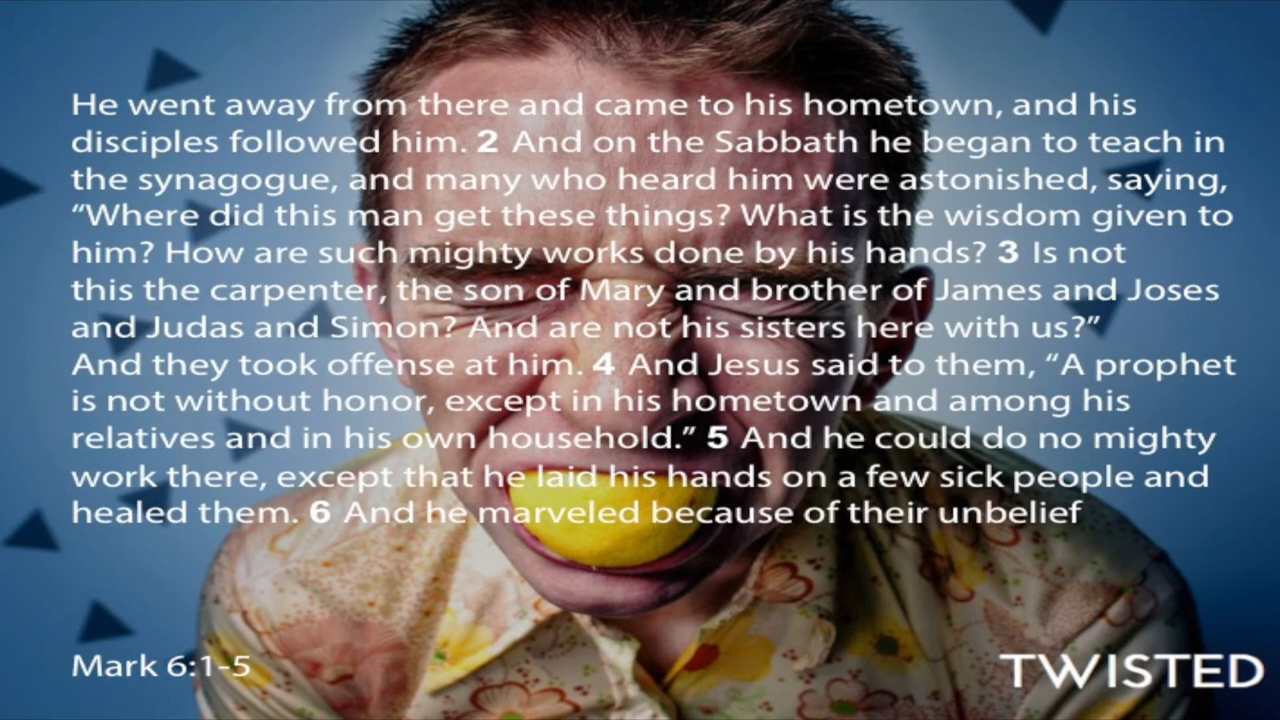 He went away from there and came to his hometown, and his
disciples followed him. 2 And on the Sabbath he began to teach in
the synagogue, and many who heard him were astonished, saying,
“Where did this man get these things? What is the wisdom given to
him? How are such mighty works done by his hands? 3 Is not
this the carpenter, the son of Mary and brother of James and Joses
and Judas and Simon? And are not his sisters here with us?”
And they took offense at him. 4 And Jesus said to them, “A prophet
is not without honor, except in his hometown and among his
relatives and in his own household.” 5 And he could do no mighty
work there, except that he laid his hands on a few sick people and
healed them. 6 And he marveled because of their unbelief
Mark 6:1-5
TWISTED